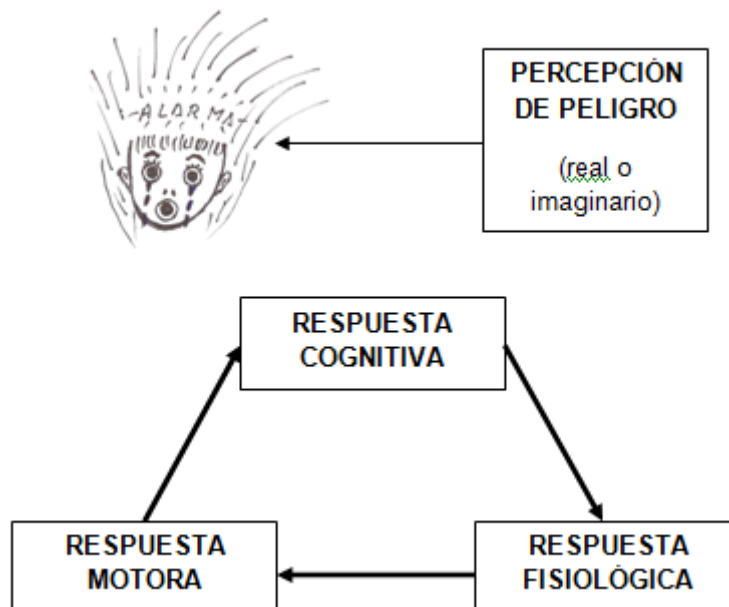 -ALARMA-
PERCEPCIÓN
DE PELIGRO
(real o
imaginario)
RESPUESTA
COGNITIVA
RESPUESTA
MOTORA
RESPUESTA
FISIOLÓGICA